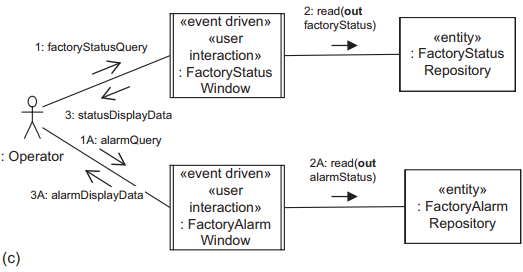 1: factoryStatusQuery
3: statusDisplayData
: Operator
1A: alarmQuery
3A: alarmDisplayData
«event driven»
«user
interaction»
: FactoryStatus
Window
2: read(out
factoryStatus)
«entity»
: FactoryStatus
Repository
«event driven»
«user
interaction»
: FactoryAlarm
Window
2A: read(out
alarmStatus)
«entity»
: FactoryAlarm
Repository
(c)